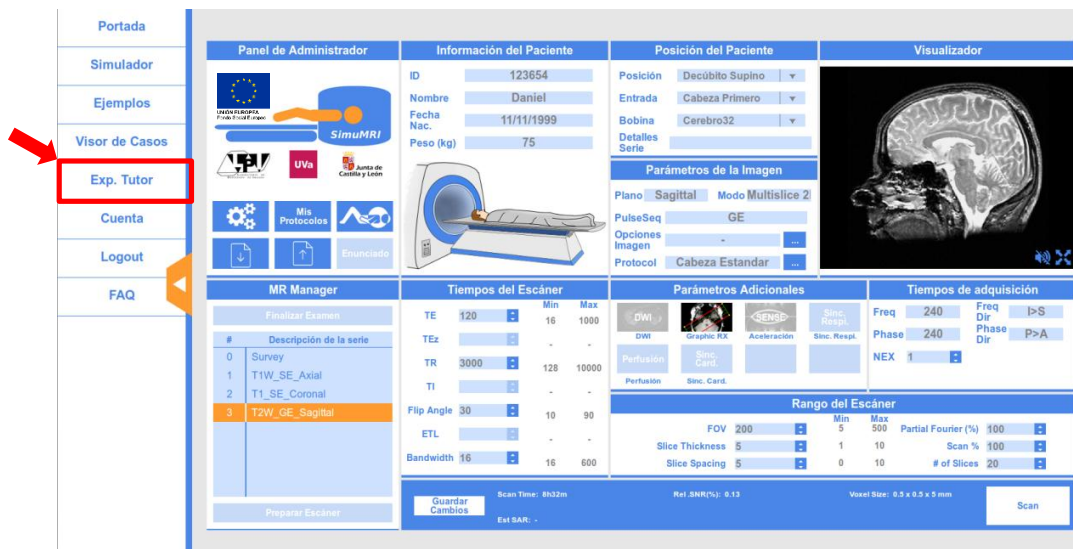 Portada
Simulador
Ejemplos
Visor de Casos
Exp. Tutor
Cuenta
Logout
FAQ
Panel de Administrador
UNIÓN EUROPEA
Fondo Social Europeo
SimuMRI
UVa
Junta de
Castilla y León
Mis
Protocolos
Enunciado
Información del Paciente
ID 123654
Nombre Daniel
Fecha
Nac. 11/11/1999
Peso (kg) 75
Posición del Paciente
Posición Decúbito Supino
Entrada Cabeza Primero
Bobina Cerebro32
Detalles
Serie
Parámetros de la Imagen
Plano Sagittal Modo Multislice 2
PulseSeq GE
Opciones
Imagen - ...
Protocol Cabeza Estandar ...
Visualizador
MR Manager
Finalizar Examen
# Descripción de la serie
0 Survey
1 T1W_SE_Axial
2 T1_SE_Coronal
3 T2W_GE_Sagittal
Preparar Escáner
Tiempos del Escáner
Min Max
TE 120 16 1000
TEz - -
TR 3000 128 10000
TI - -
Flip Angle 30 10 90
ETL - -
Bandwidth 16 16 600
Parámetros Adicionales
DWI SENSE Sinc. Respi.
DWI Graphic RX Aceleración Sinc. Respi.
Perfusión Sinc. Card.
Perfusión Sinc. Card.
Tiempos de adquisición
Freq 240 Freq Dir I>S
Phase 240 Phase Dir P>A
NEX 1
Rango del Escáner
Min Max
FOV 200 5 500 Partial Fourier (%) 100
Slice Thickness 5 1 10 Scan % 100
Slice Spacing 5 0 10 # of Slices 20
Guardar
Cambios
Scan Time: 8h32m Rel .SNR(%): 0.13 Voxel Size: 0.5 x 0.5 x 5 mm
Est SAR: -
Scan